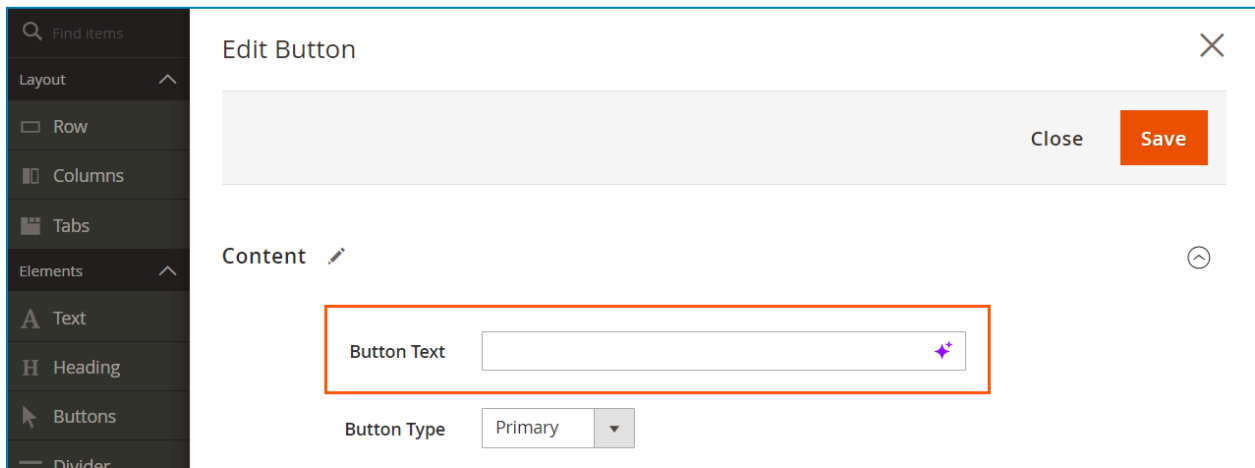 Find items
Layout
Row
Columns
Tabs
Elements
Text
Heading
Buttons
Divider
Edit Button
Close
Save
Content
Button Text
Button Type
Primary